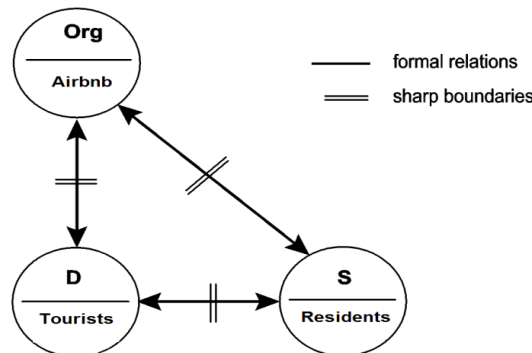 Org
Airbnb
formal relations
sharp boundaries
D
Tourists
S
Residents